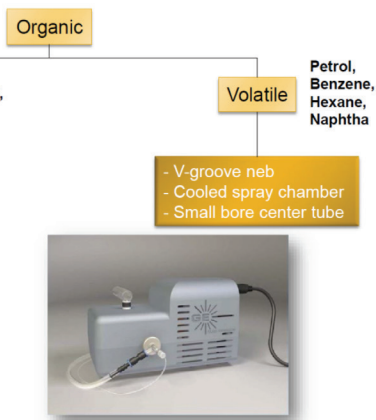 Organic
Volatile
Petrol,
Benzene,
Hexane,
Naphtha
- V-groove neb
- Cooled spray chamber
- Small bore center tube